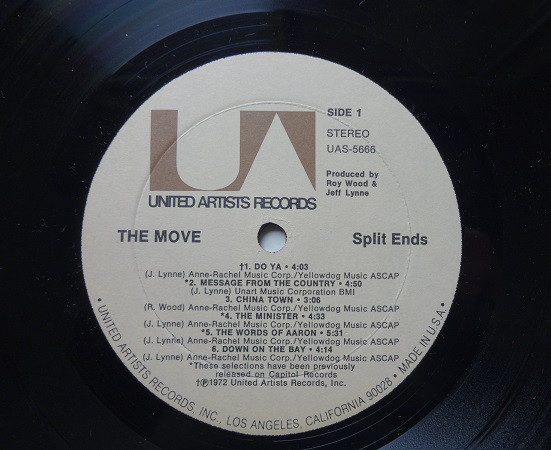 UA
UNITED ARTISTS RECORDS
SIDE 1
STEREO
UAS-5666
Produced by
Roy Wood &
Jeff Lynne
THE MOVE
Split Ends
†1. DO YA • 4:03
(J. Lynne) Anne-Rachel Music Corp./Yellowdog Music ASCAP
*2. MESSAGE FROM THE COUNTRY • 4:50
(J. Lynne) Unart Music Corporation BMI
3. CHINA TOWN • 3:06
(R. Wood) Anne-Rachel Music Corp./Yellowdog Music ASCAP
*4. THE MINISTER • 4:33
(J. Lynne) Anne-Rachel Music Corp./Yellowdog Music ASCAP
*5. THE WORDS OF AARON • 5:31
(J. Lynne) Anne-Rachel Music Corp./Yellowdog Music ASCAP
6. DOWN ON THE BAY • 4:14
(J. Lynne) Anne-Rachel Music Corp./Yellowdog Music ASCAP
*These selections have been previously
released on Capitol Records
†Ⓟ1972 United Artists Records, Inc.
• UNITED ARTISTS RECORDS, INC., LOS ANGELES, CALIFORNIA 90028 • MADE IN U.S.A. •